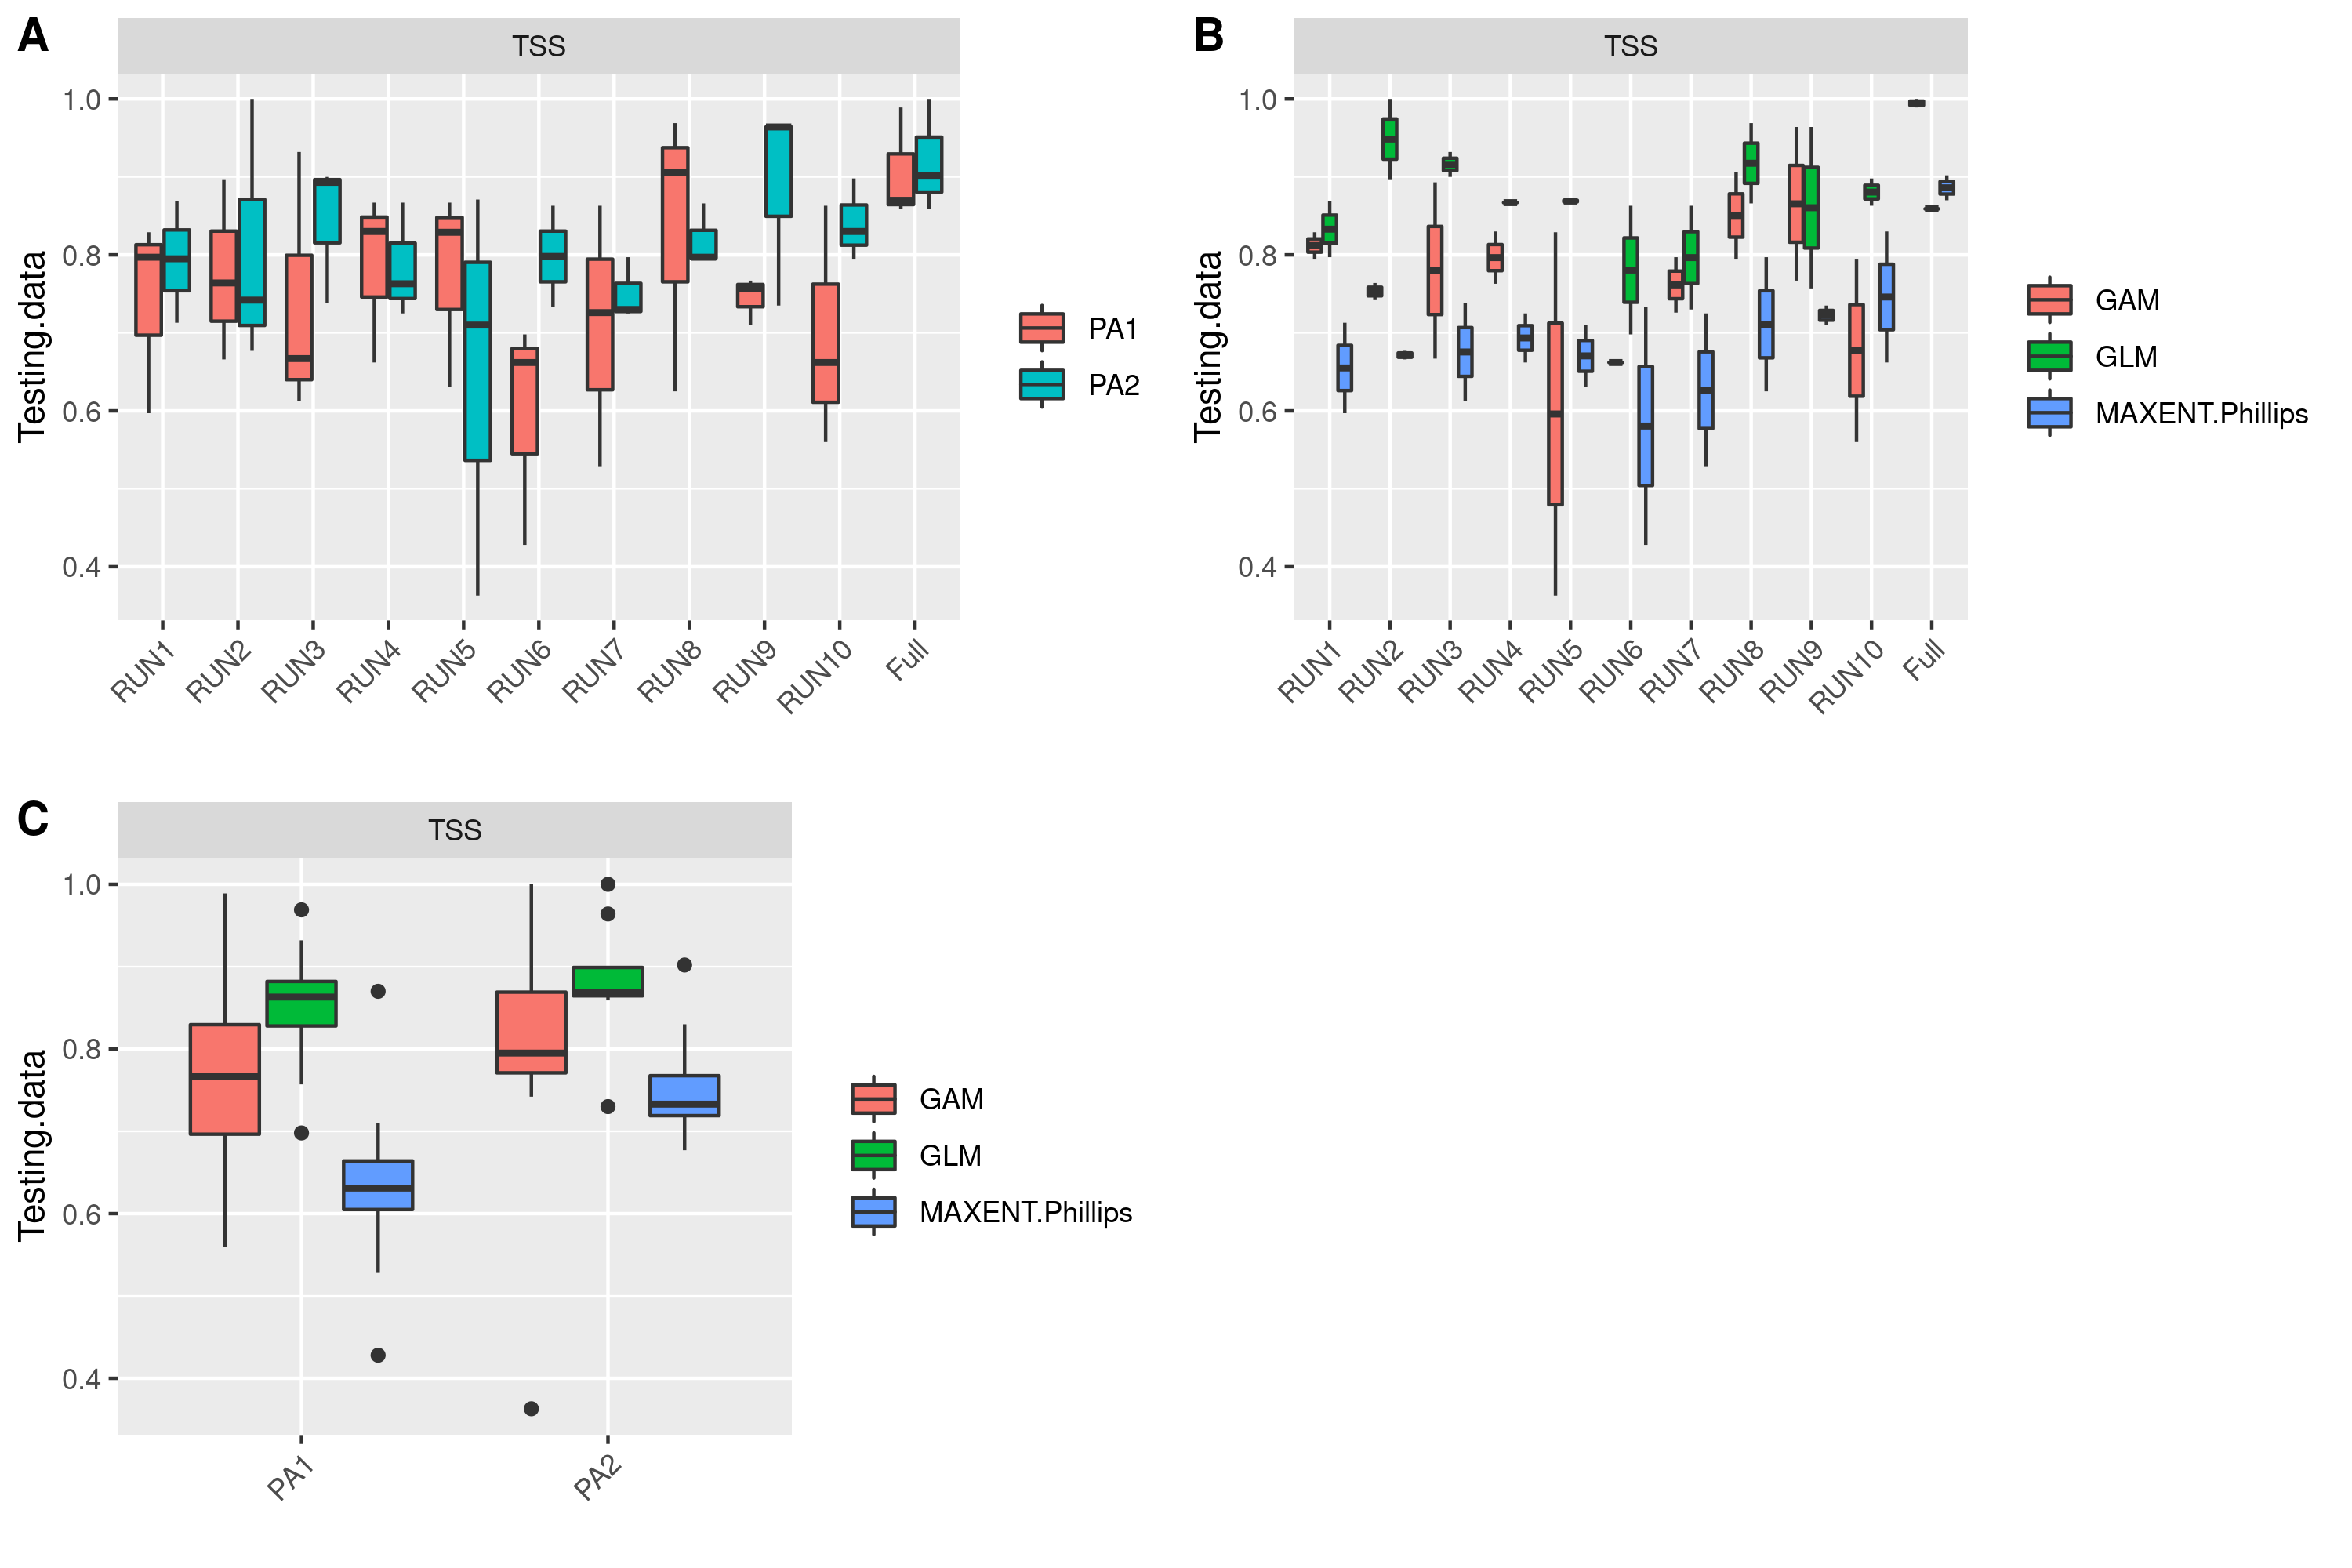 A
TSS
Testing.data
1.0
0.8
0.6
0.4
RUN1 RUN2 RUN3 RUN4 RUN5 RUN6 RUN7 RUN8 RUN9 RUN10 Full
PA1
PA2
B
TSS
Testing.data
1.0
0.8
0.6
0.4
RUN1 RUN2 RUN3 RUN4 RUN5 RUN6 RUN7 RUN8 RUN9 RUN10 Full
GAM
GLM
MAXENT.Phillips
C
TSS
Testing.data
1.0
0.8
0.6
0.4
PA1 PA2
GAM
GLM
MAXENT.Phillips